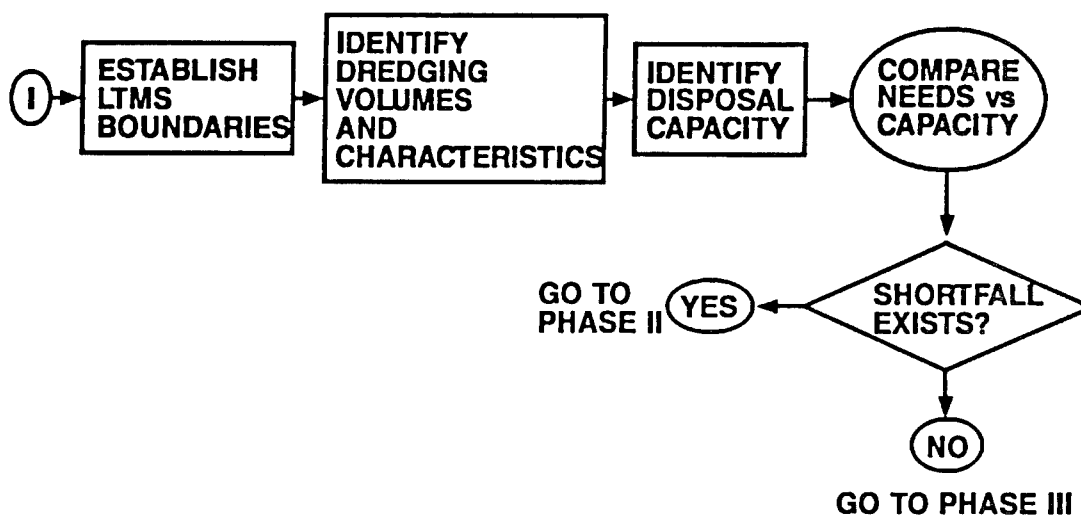 I
ESTABLISH
LTMS
BOUNDARIES
IDENTIFY
DREDGING
VOLUMES
AND
CHARACTERISTICS
IDENTIFY
DISPOSAL
CAPACITY
COMPARE
NEEDS vs
CAPACITY
SHORTFALL
EXISTS?
YES
GO TO
PHASE II
NO
GO TO PHASE III